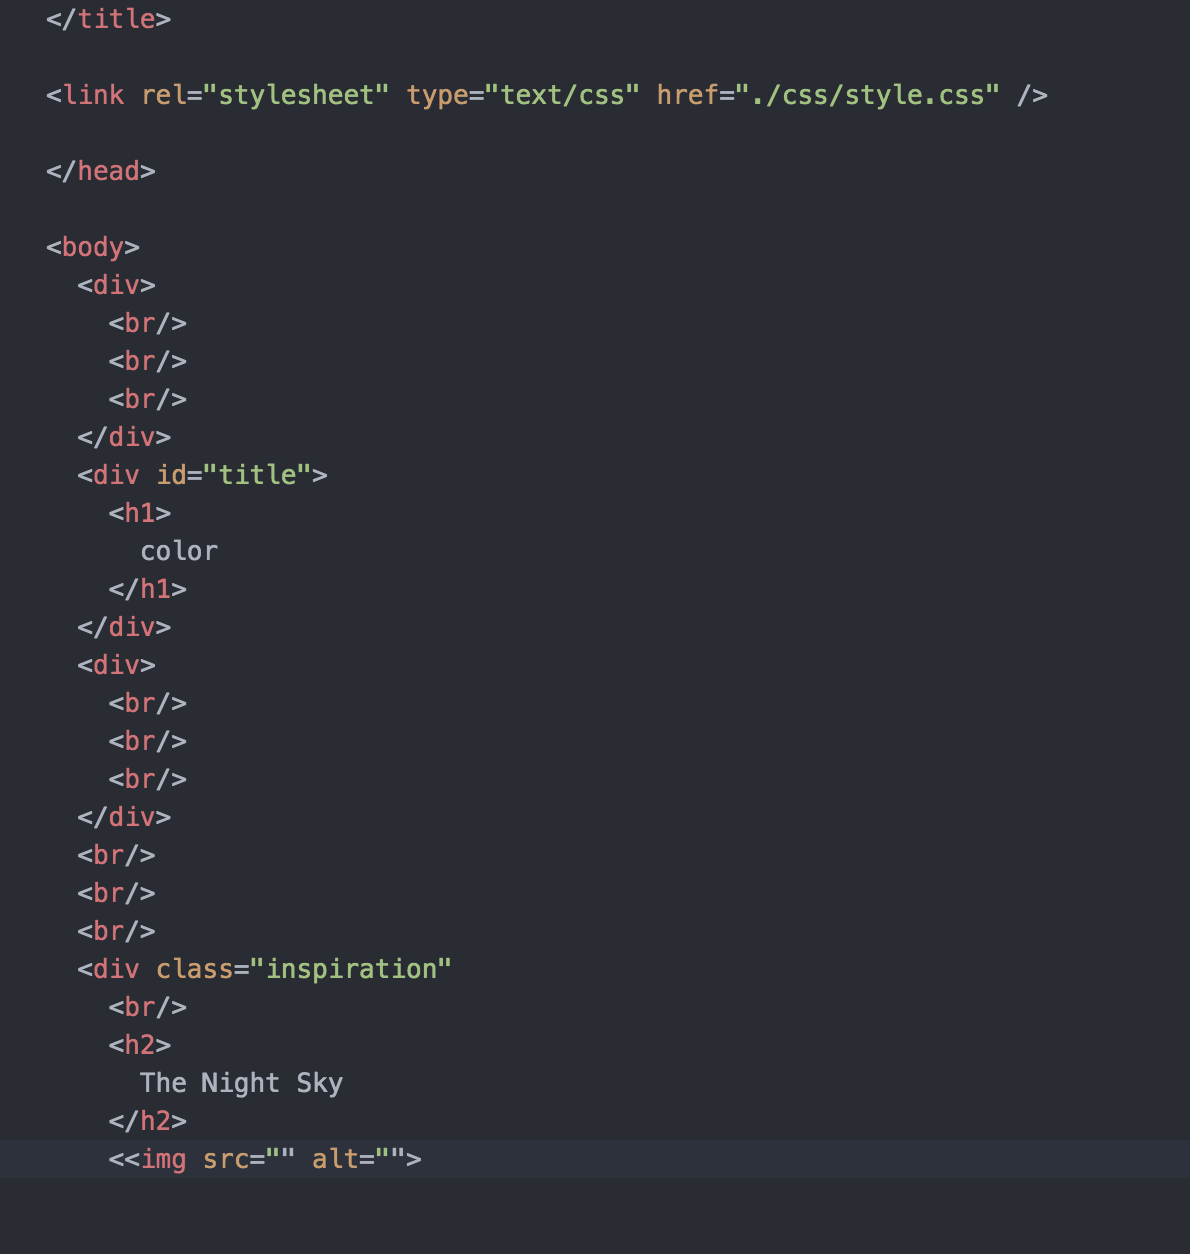 </title>
<link rel="stylesheet" type="text/css" href="./css/style.css" />
</head>
<body>
<div>
<br/>
<br/>
<br/>
</div>
<div id="title">
<h1>
color
</h1>
</div>
<div>
<br/>
<br/>
<br/>
</div>
<br/>
<br/>
<br/>
<div class="inspiration"
<br/>
<h2>
The Night Sky
</h2>
<<img src="" alt="">